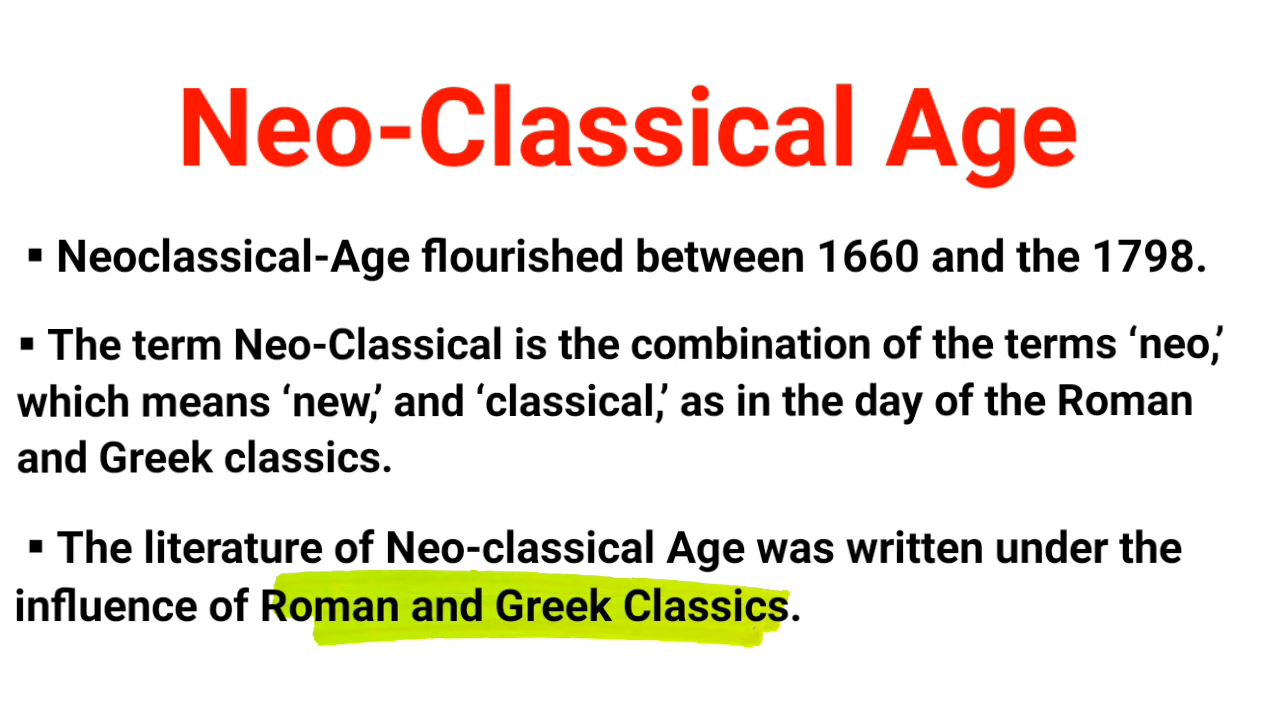 Neo-Classical Age
▪ Neoclassical-Age flourished between 1660 and the 1798.
▪ The term Neo-Classical is the combination of the terms ‘neo,’
which means ‘new,’ and ‘classical,’ as in the day of the Roman
and Greek classics.
▪ The literature of Neo-classical Age was written under the
influence of Roman and Greek Classics.